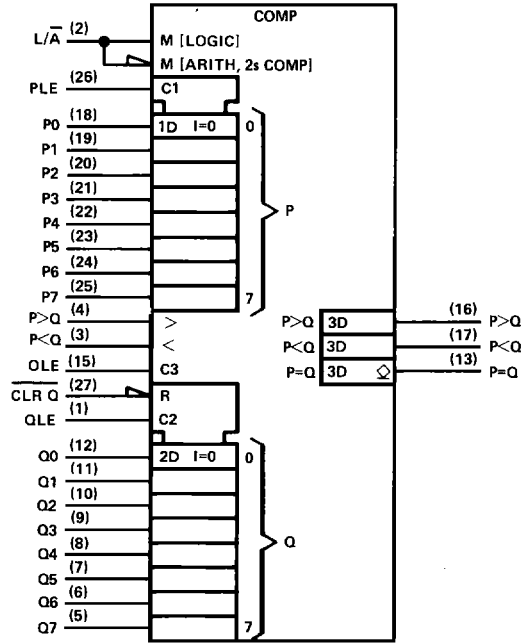 COMP
L/A̅ (2) M [LOGIC]
M [ARITH, 2s COMP]
PLE (26) C1
P0 (18) 1D I=0 0
P1 (19)
P2 (20)
P3 (21)
P4 (22)
P5 (23)
P6 (24)
P7 (25) 7
P
P>Q (4) >
P<Q (3) <
OLE (15) C3
P>Q 3D (16) P>Q
P<Q 3D (17) P<Q
P=Q 3D (13) P=Q
C̅L̅R̅ Q̅ (27) R
QLE (1) C2
Q0 (12) 2D I=0 0
Q1 (11)
Q2 (10)
Q3 (9)
Q4 (8)
Q5 (7)
Q6 (6)
Q7 (5) 7
Q